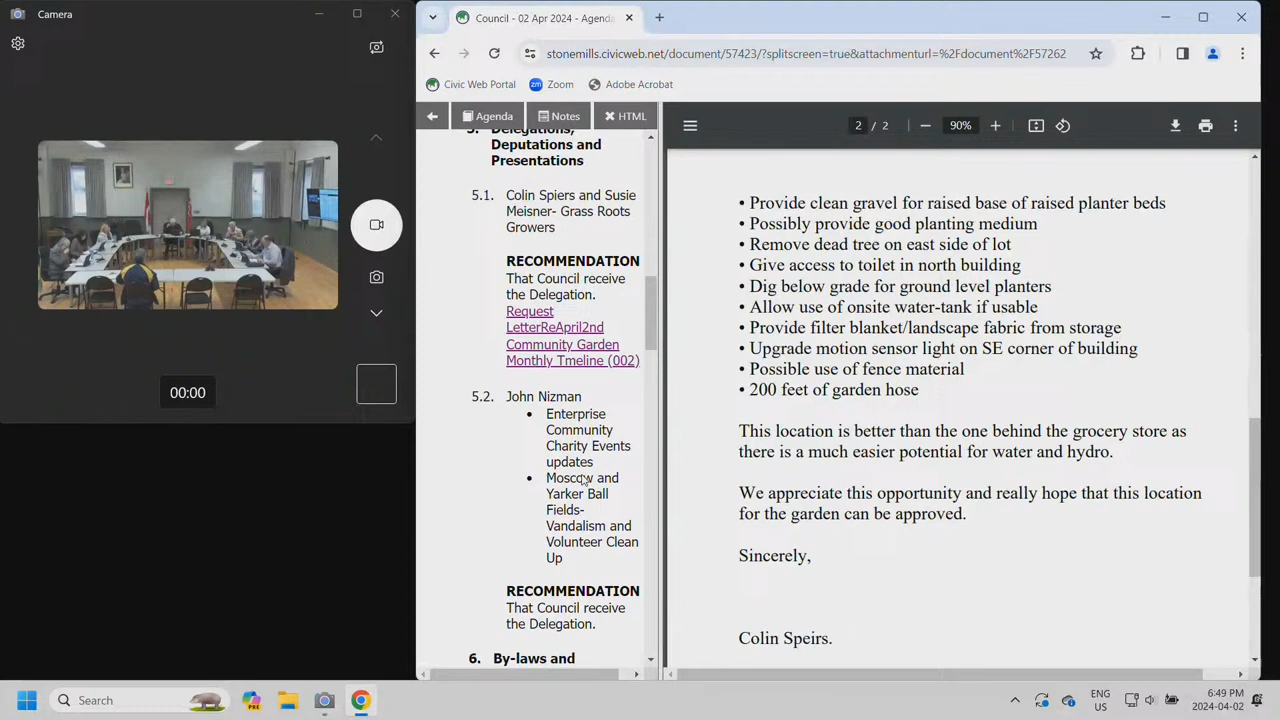 Camera
Council - 02 Apr 2024 - Agenda
stonemills.civicweb.net/document/57423/?splitscreen=true&attachmenturl=%2Fdocument%2F57262
Civic Web Portal
Zoom
Adobe Acrobat
Agenda
Notes
HTML
2 / 2
90%
Delegations,
Deputations and
Presentations
5.1. Colin Spiers and Susie
Meisner- Grass Roots
Growers
RECOMMENDATION
That Council receive
the Delegation.
Request
LetterReApril2nd
Community Garden
Monthly Tmeline (002)
5.2. John Nizman
• Enterprise
Community
Charity Events
updates
• Moscow and
Yarker Ball
Fields-
Vandalism and
Volunteer Clean
Up
RECOMMENDATION
That Council receive
the Delegation.
6. By-laws and
• Provide clean gravel for raised base of raised planter beds
• Possibly provide good planting medium
• Remove dead tree on east side of lot
• Give access to toilet in north building
• Dig below grade for ground level planters
• Allow use of onsite water-tank if usable
• Provide filter blanket/landscape fabric from storage
• Upgrade motion sensor light on SE corner of building
• Possible use of fence material
• 200 feet of garden hose
This location is better than the one behind the grocery store as
there is a much easier potential for water and hydro.
We appreciate this opportunity and really hope that this location
for the garden can be approved.
Sincerely,
Colin Speirs.
00:00
Search
PRE
ENG
US
6:49 PM
2024-04-02